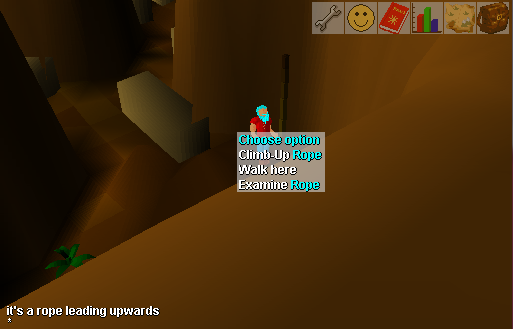 Choose option
Climb-Up Rope
Walk here
Examine Rope
it's a rope leading upwards
*